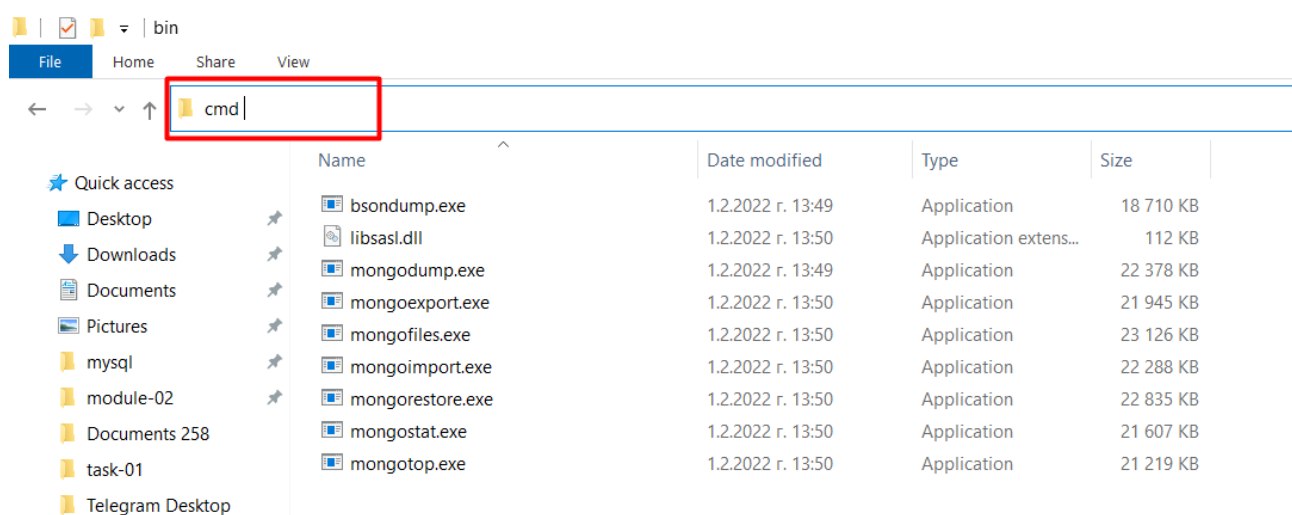 bin
File Home Share View
cmd
Name Date modified Type Size
Quick access
Desktop
Downloads
Documents
Pictures
mysql
module-02
Documents 258
task-01
Telegram Desktop
bsondump.exe 1.2.2022 г. 13:49 Application 18 710 KB
libsasl.dll 1.2.2022 г. 13:50 Application extens... 112 KB
mongodump.exe 1.2.2022 г. 13:49 Application 22 378 KB
mongoexport.exe 1.2.2022 г. 13:50 Application 21 945 KB
mongofiles.exe 1.2.2022 г. 13:50 Application 23 126 KB
mongoimport.exe 1.2.2022 г. 13:50 Application 22 288 KB
mongorestore.exe 1.2.2022 г. 13:50 Application 22 835 KB
mongostat.exe 1.2.2022 г. 13:50 Application 21 607 KB
mongotop.exe 1.2.2022 г. 13:50 Application 21 219 KB